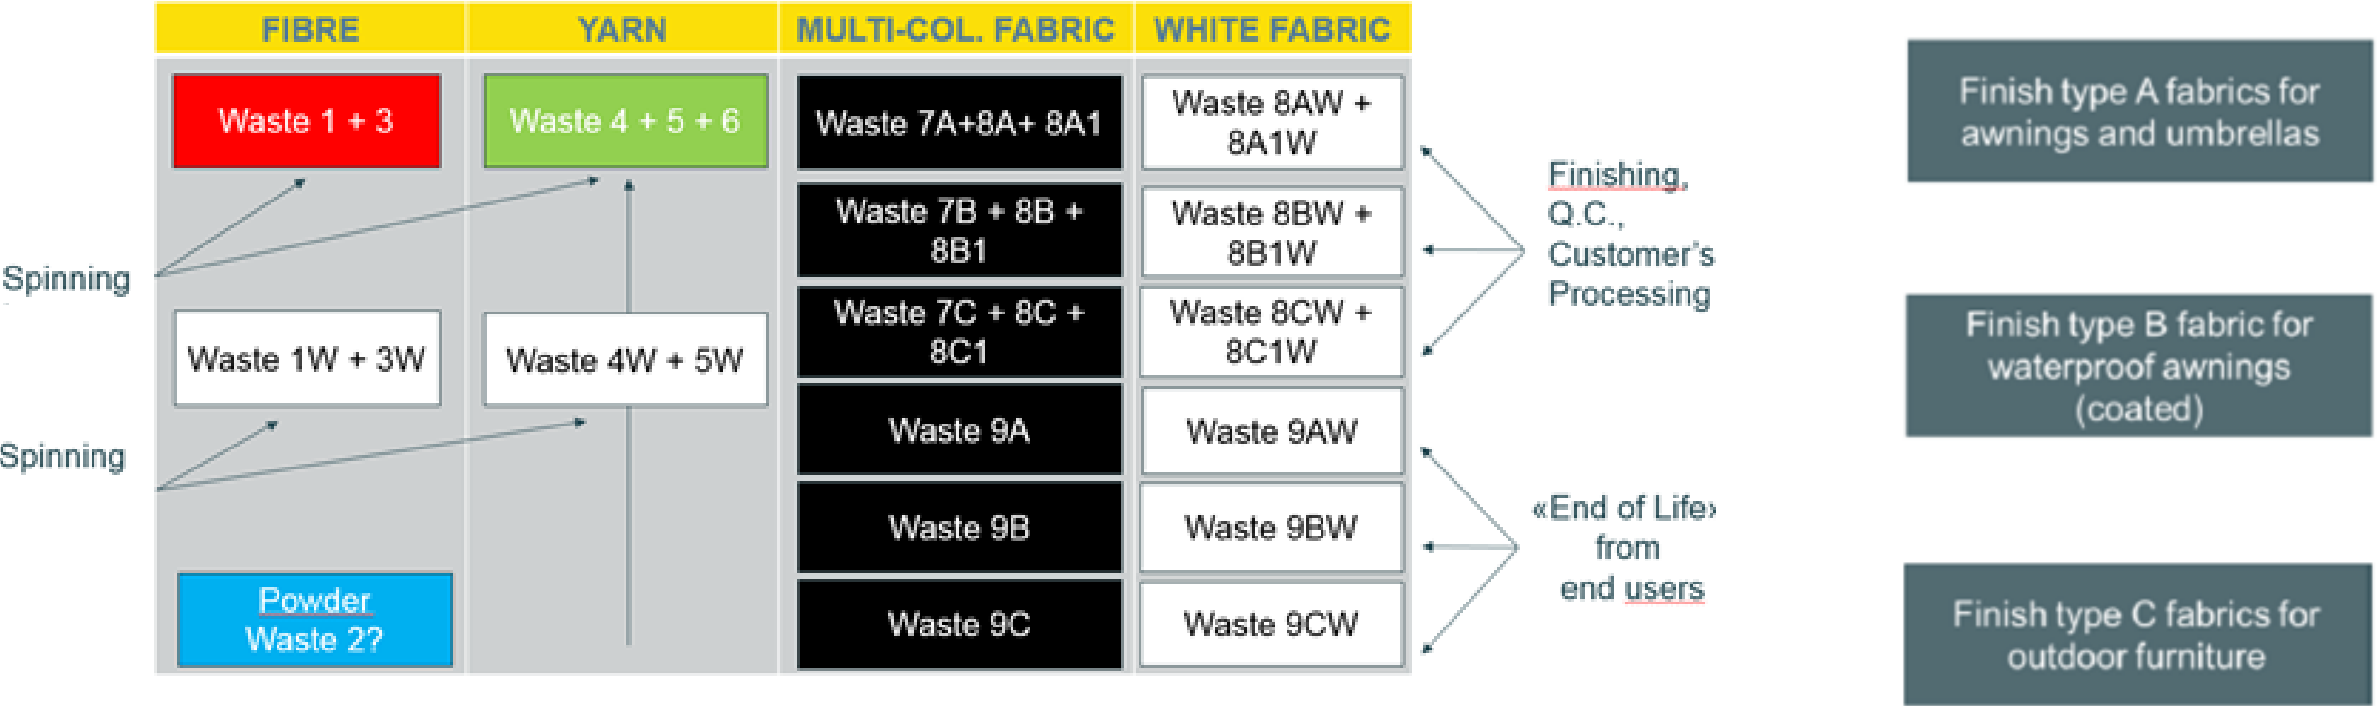 FIBRE
YARN
MULTI-COL. FABRIC
WHITE FABRIC
Waste 1 + 3
Waste 4 + 5 + 6
Waste 7A+8A+ 8A1
Waste 8AW +
8A1W
Waste 7B + 8B +
8B1
Waste 8BW +
8B1W
Spinning
Waste 1W + 3W
Waste 4W + 5W
Waste 7C + 8C +
8C1
Waste 8CW +
8C1W
Finishing,
Q.C.,
Customer's
Processing
Spinning
Waste 9A
Waste 9AW
Waste 9B
Waste 9BW
Powder
Waste 2?
Waste 9C
Waste 9CW
«End of Life›
from
end users
Finish type A fabrics for
awnings and umbrellas
Finish type B fabric for
waterproof awnings
(coated)
Finish type C fabrics for
outdoor furniture